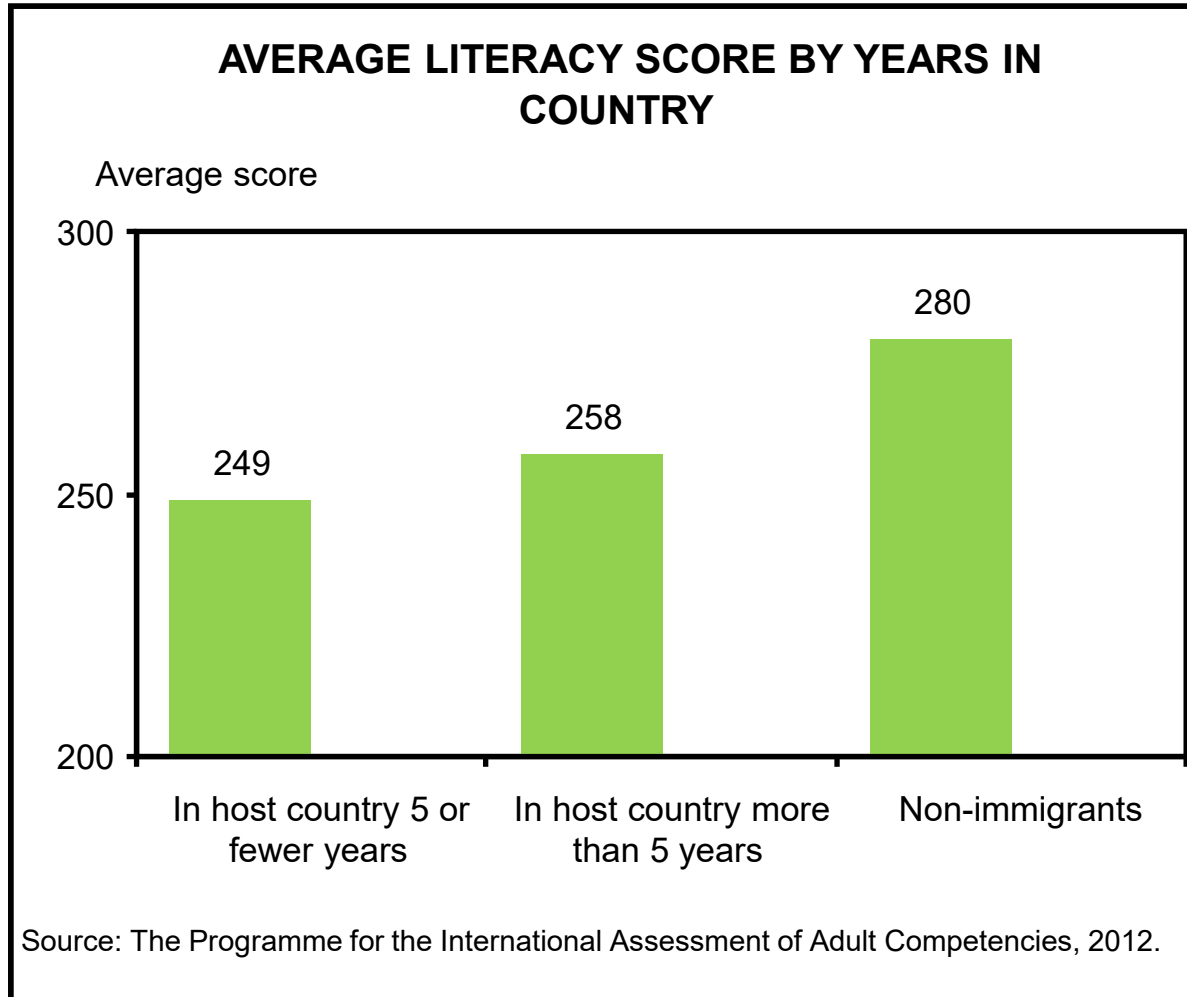 AVERAGE LITERACY SCORE BY YEARS IN
COUNTRY
Average score
300
280
258
249
250
200
In host country 5 or
fewer years
In host country more
than 5 years
Non-immigrants
Source: The Programme for the International Assessment of Adult Competencies, 2012.